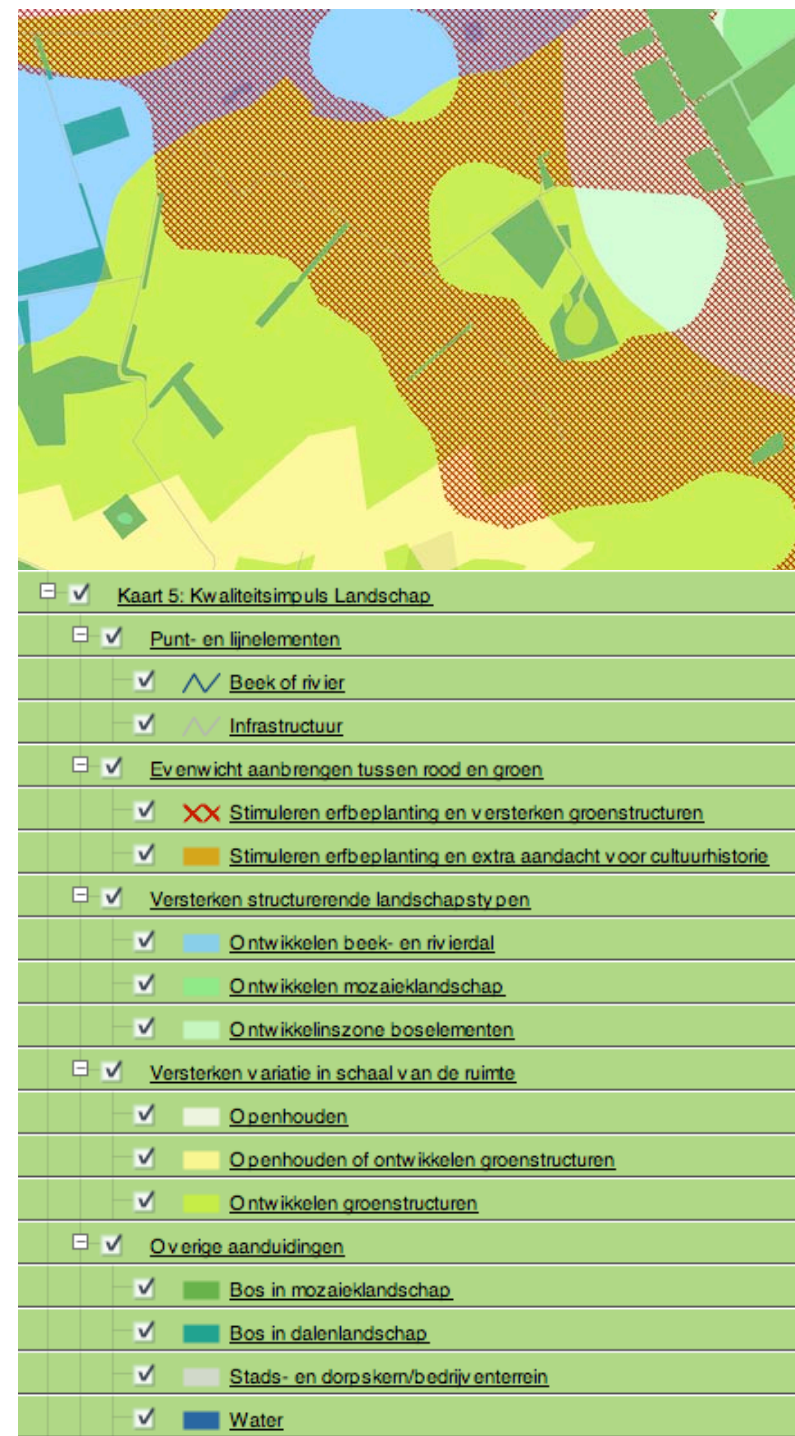 Kaart 5: Kwaliteitsimpuls Landschap
Punt- en lijnelementen
Beek of rivier
Infrastructuur
Evenwicht aanbrengen tussen rood en groen
Stimuleren erfbeplanting en versterken groenstructuren
Stimuleren erfbeplanting en extra aandacht voor cultuurhistorie
Versterken structurerende landschapstypen
Ontwikkelen beek- en rivierdal
Ontwikkelen mozaieklandschap
Ontwikkelinszone boselementen
Versterken variatie in schaal van de ruimte
Openhouden
Openhouden of ontwikkelen groenstructuren
Ontwikkelen groenstructuren
Overige aanduidingen
Bos in mozaieklandschap
Bos in dalenlandschap
Stads- en dorpskern/bedrijventerrein
Water